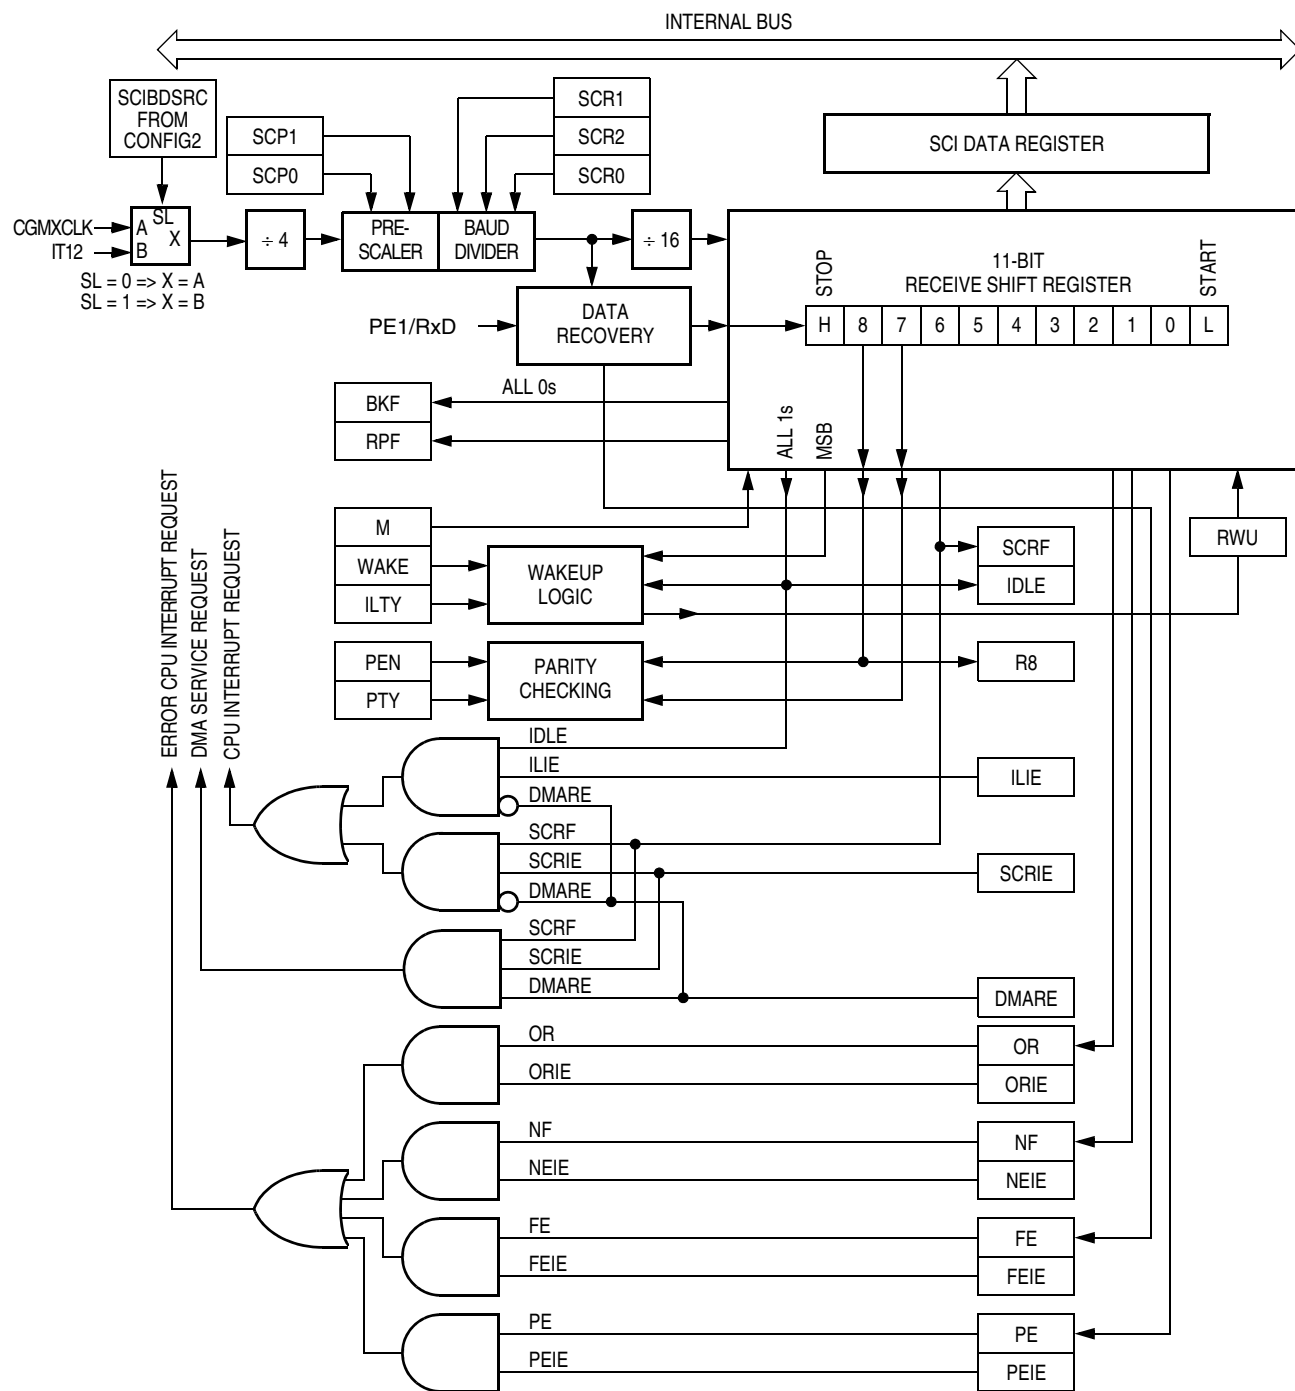 INTERNAL BUS
SCIBDSRC
FROM
CONFIG2
SCP1
SCP0
SCR1
SCR2
SCR0
SCI DATA REGISTER
CGMXCLK
IT12
SL
A
X
B
SL = 0 => X = A
SL = 1 => X = B
÷ 4
PRE-
SCALER
BAUD
DIVIDER
÷ 16
STOP
11-BIT
RECEIVE SHIFT REGISTER
START
H 8 7 6 5 4 3 2 1 0 L
PE1/RxD
DATA
RECOVERY
ALL 0s
BKF
RPF
ALL 1s
MSB
M
WAKE
ILTY
WAKEUP
LOGIC
SCRF
IDLE
RWU
PEN
PTY
PARITY
CHECKING
R8
ERROR CPU INTERRUPT REQUEST
DMA SERVICE REQUEST
CPU INTERRUPT REQUEST
IDLE
ILIE
ILIE
DMARE
SCRF
SCRIE
SCRIE
DMARE
SCRF
SCRIE
DMARE
DMARE
OR
OR
ORIE
ORIE
NF
NF
NEIE
NEIE
FE
FE
FEIE
FEIE
PE
PE
PEIE
PEIE